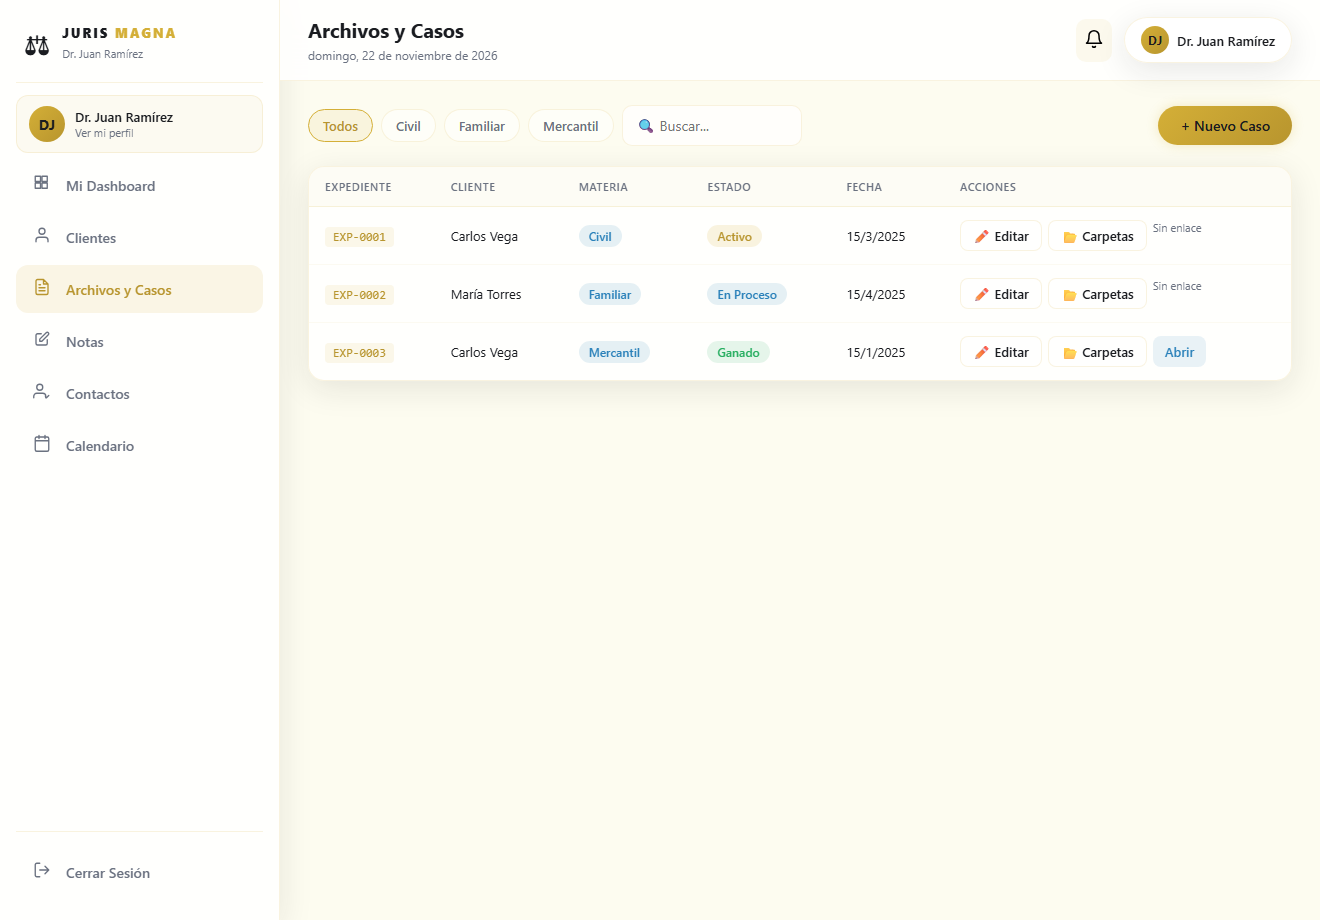 JURIS MAGNA
Dr. Juan Ramírez
DJ
Dr. Juan Ramírez
Ver mi perfil
Mi Dashboard
Clientes
Archivos y Casos
Notas
Contactos
Calendario
Cerrar Sesión
Archivos y Casos
domingo, 22 de noviembre de 2026
DJ Dr. Juan Ramírez
Todos Civil Familiar Mercantil Buscar... + Nuevo Caso
EXPEDIENTE CLIENTE MATERIA ESTADO FECHA ACCIONES
EXP-0001 Carlos Vega Civil Activo 15/3/2025 Editar Carpetas Sin enlace
EXP-0002 María Torres Familiar En Proceso 15/4/2025 Editar Carpetas Sin enlace
EXP-0003 Carlos Vega Mercantil Ganado 15/1/2025 Editar Carpetas Abrir